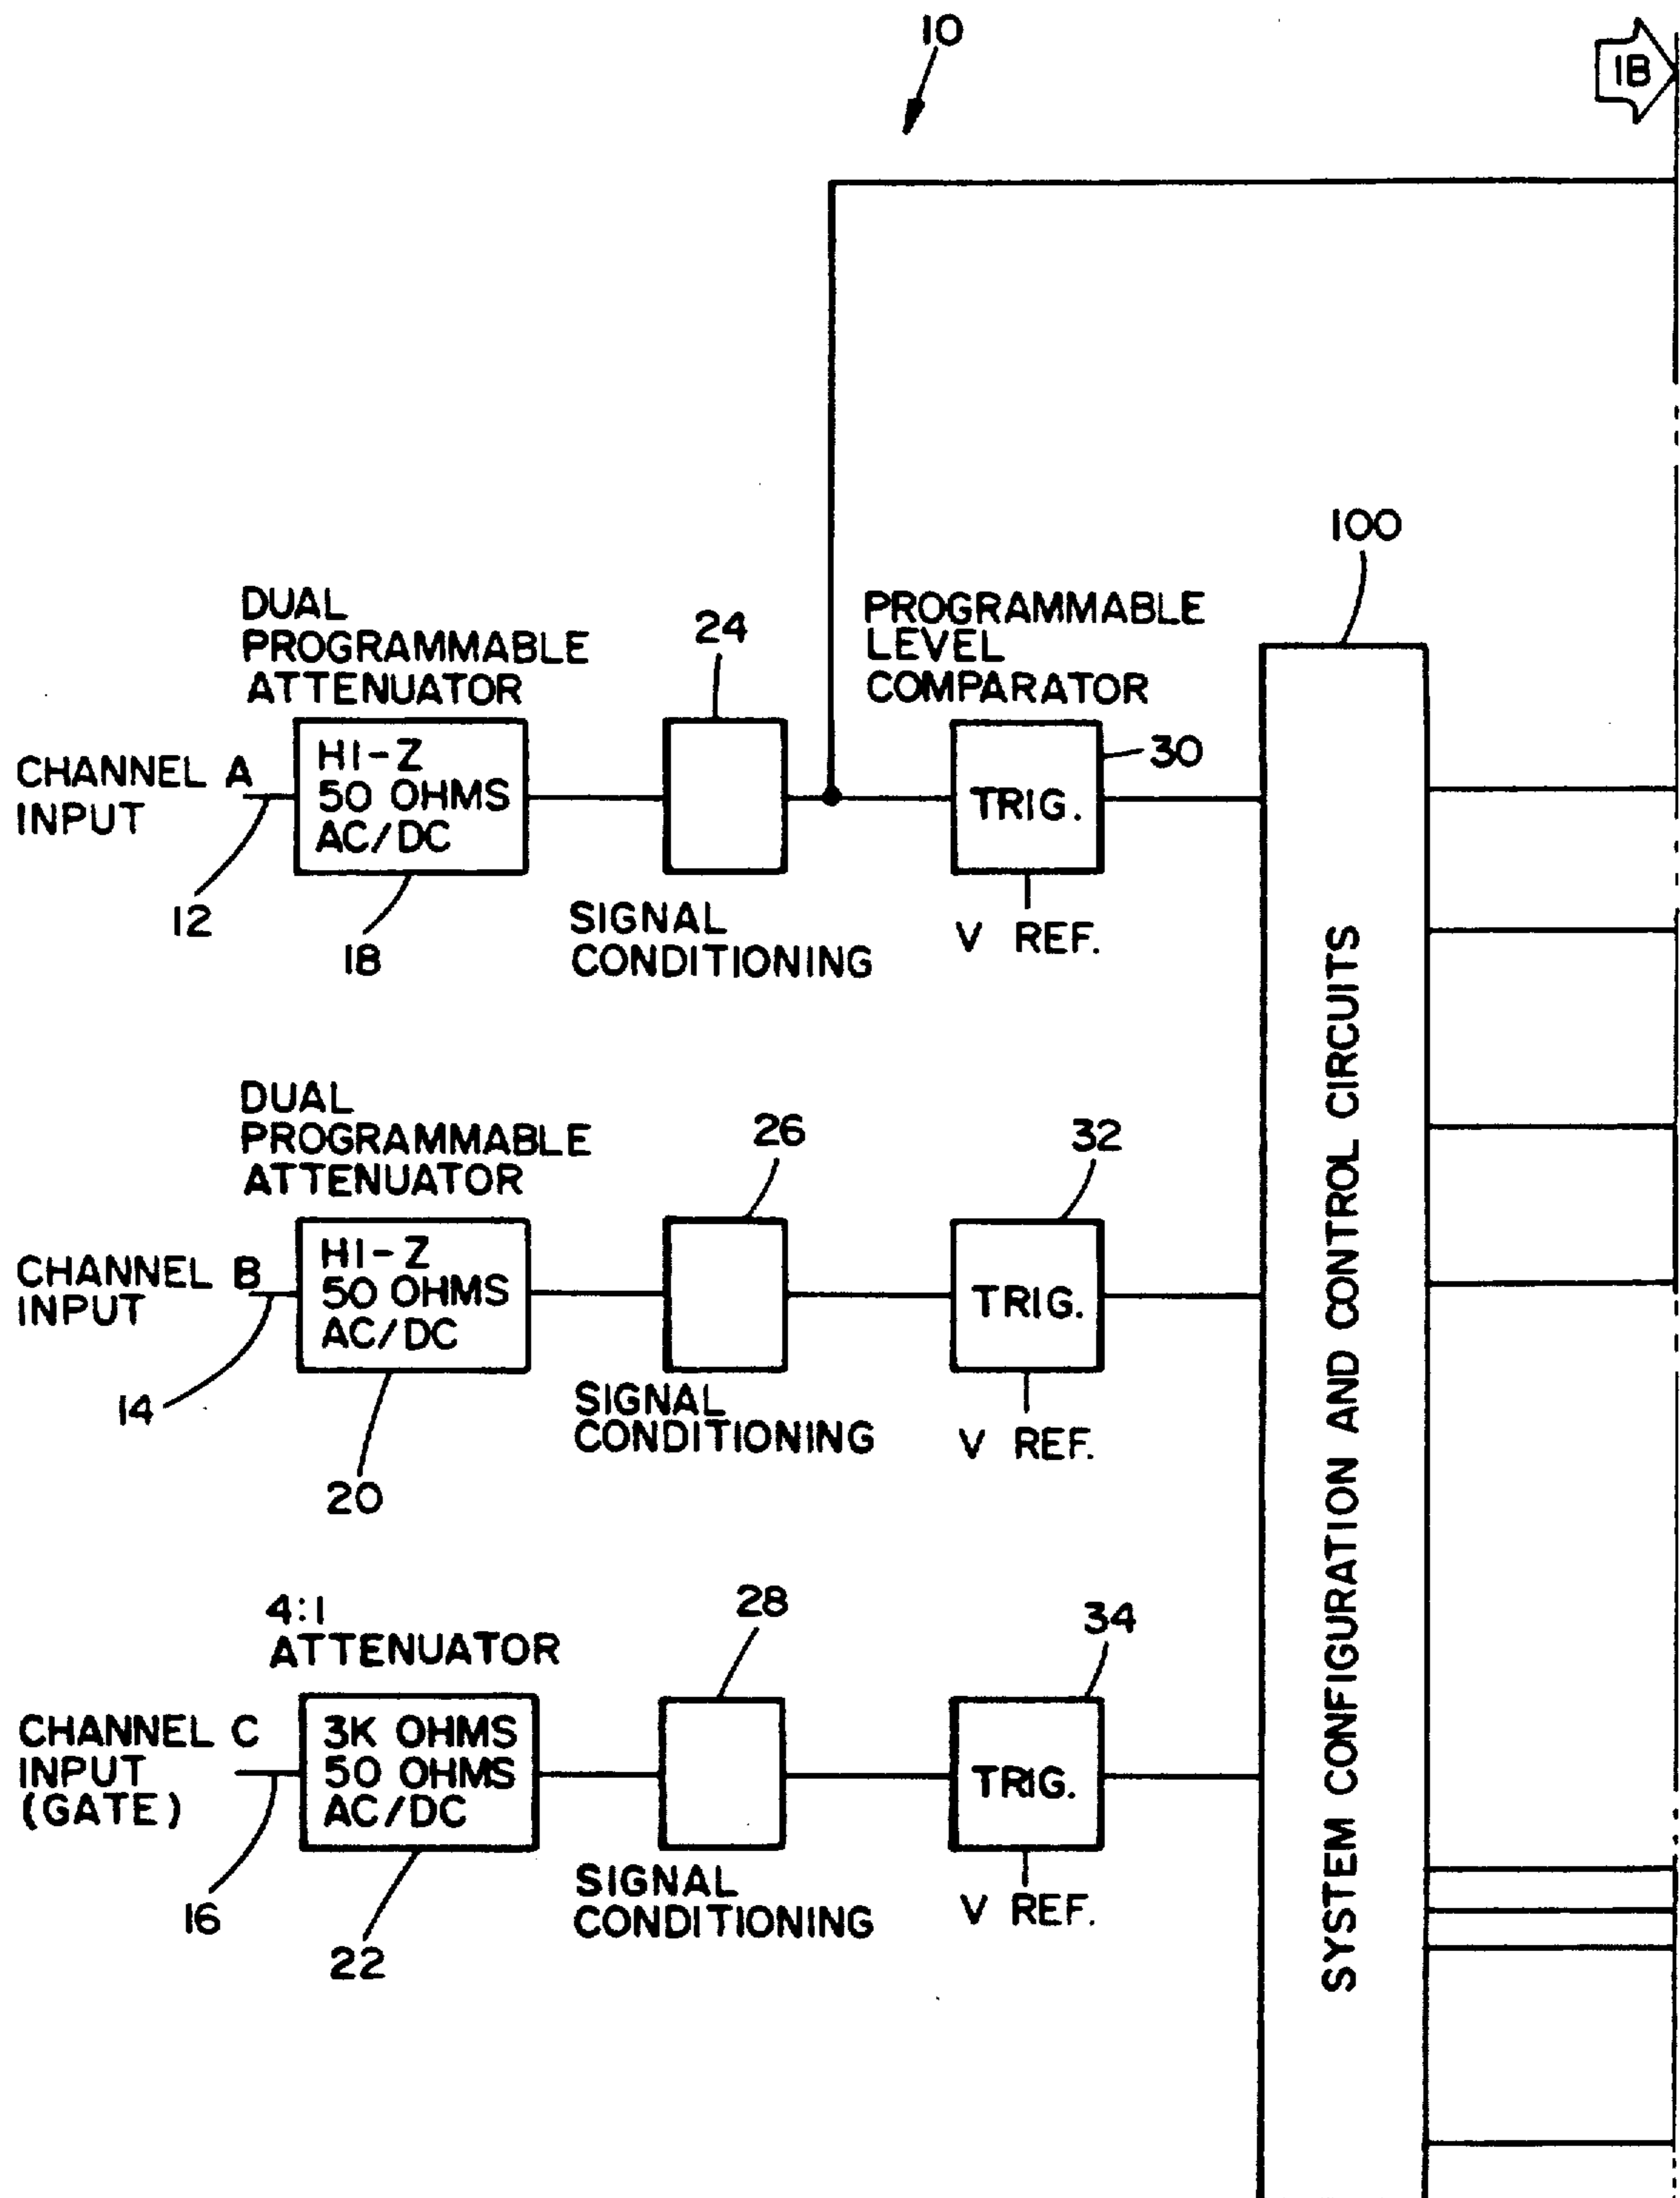 10
1B
100
DUAL
PROGRAMMABLE
ATTENUATOR
24
PROGRAMMABLE
LEVEL
COMPARATOR
CHANNEL A
INPUT
HI-Z
50 OHMS
AC/DC
TRIG.
30
12
18
SIGNAL
CONDITIONING
V REF.
DUAL
PROGRAMMABLE
ATTENUATOR
26
32
CHANNEL B
INPUT
HI-Z
50 OHMS
AC/DC
TRIG.
14
20
SIGNAL
CONDITIONING
V REF.
4:1
ATTENUATOR
28
34
CHANNEL C
INPUT
(GATE)
3K OHMS
50 OHMS
AC/DC
TRIG.
16
22
SIGNAL
CONDITIONING
V REF.
SYSTEM CONFIGURATION AND CONTROL CIRCUITS